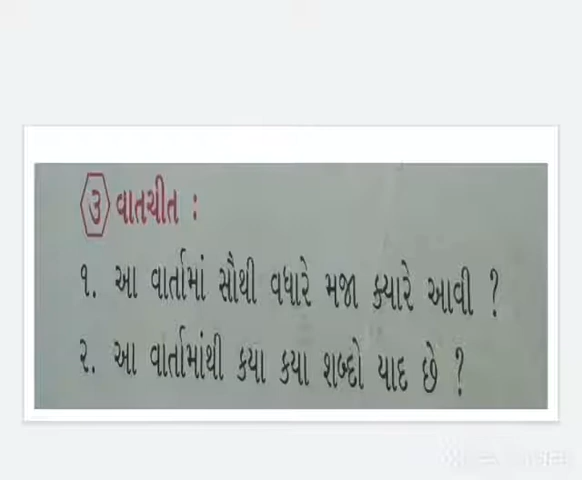 ૩ વાતચીત :
૧. આ વાર્તામાં સૌથી વધારે મજા ક્યારે આવી ?
૨. આ વાર્તામાંથી કયા કયા શબ્દો યાદ છે ?